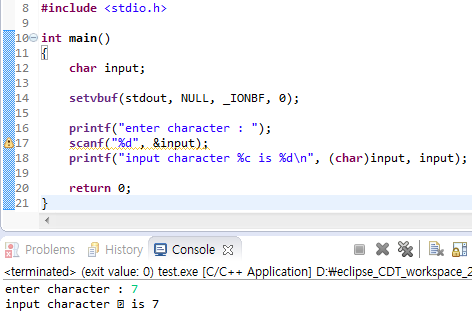 8 #include <stdio.h>
9
10 int main()
11 {
12 char input;
13
14 setvbuf(stdout, NULL, _IONBF, 0);
15
16 printf("enter character : ");
17 scanf("%d", &input);
18 printf("input character %c is %d\n", (char)input, input);
19
20 return 0;
21 }
Problems History Console
<terminated> (exit value: 0) test.exe [C/C++ Application] D:₩eclipse_CDT_workspace_2
enter character : 7
input character  is 7